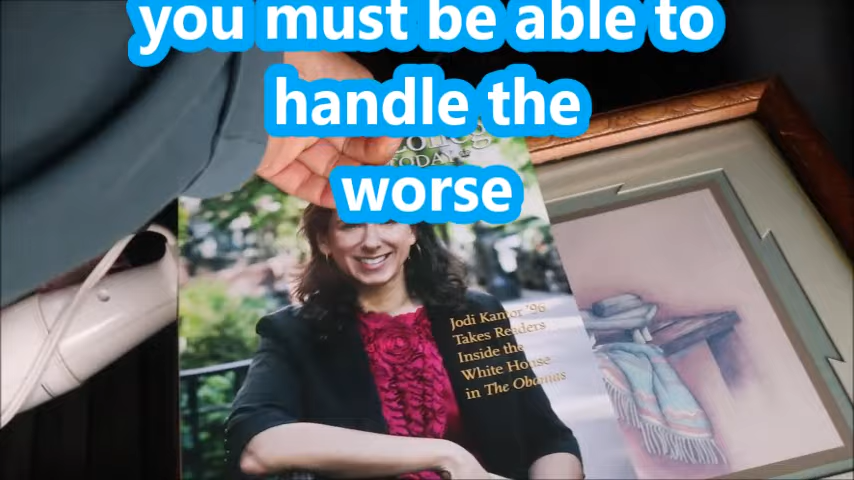 you must be able to
handle the
worse
TODAY
Jodi Kantor '96
Takes Readers
Inside the
White House
in The Obamas